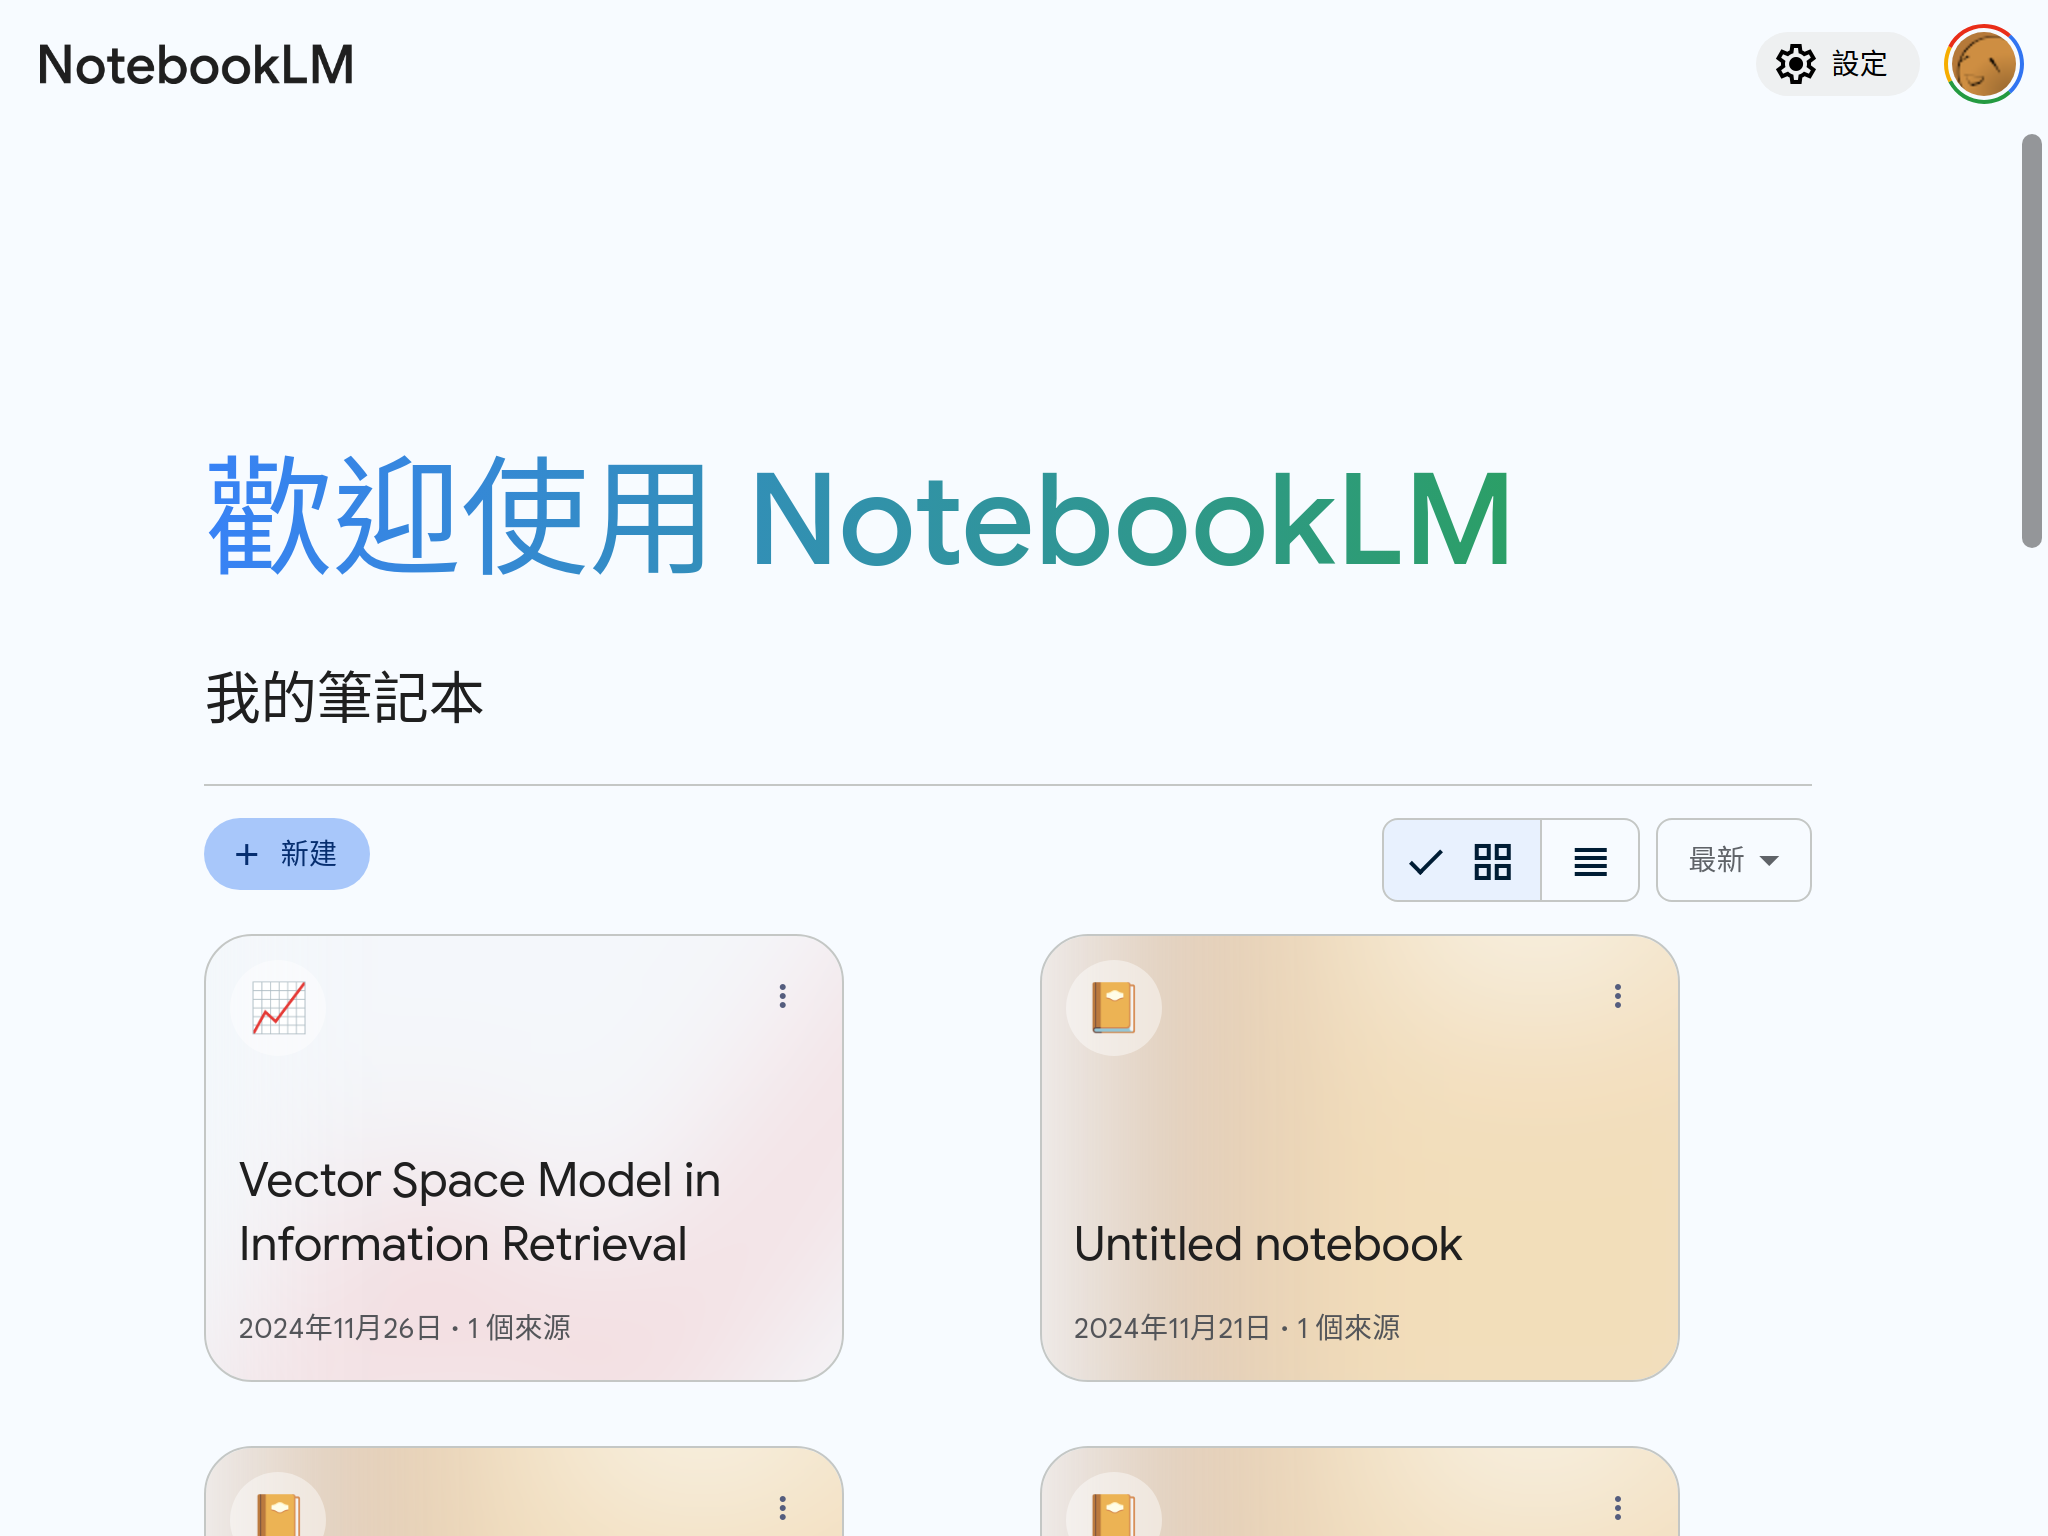 NotebookLM
設定
歡迎使用 NotebookLM
我的筆記本
新建
最新
Vector Space Model in
Information Retrieval
2024年11月26日・1 個來源
Untitled notebook
2024年11月21日・1 個來源